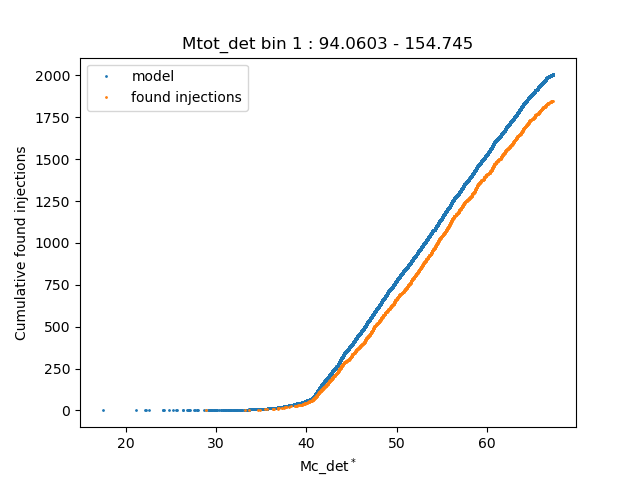 Mtot_det bin 1 : 94.0603 - 154.745
model
found injections
2000
1750
1500
1250
1000
750
500
250
0
Cumulative found injections
20 30 40 50 60
Mc_det*